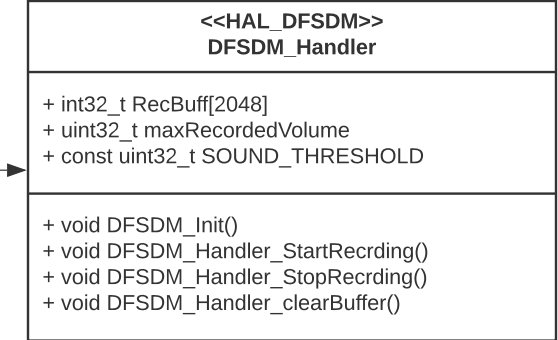 <<HAL_DFSDM>>
DFSDM_Handler
+ int32_t RecBuff[2048]
+ uint32_t maxRecordedVolume
+ const uint32_t SOUND_THRESHOLD
+ void DFSDM_Init()
+ void DFSDM_Handler_StartRecrding()
+ void DFSDM_Handler_StopRecrding()
+ void DFSDM_Handler_clearBuffer()